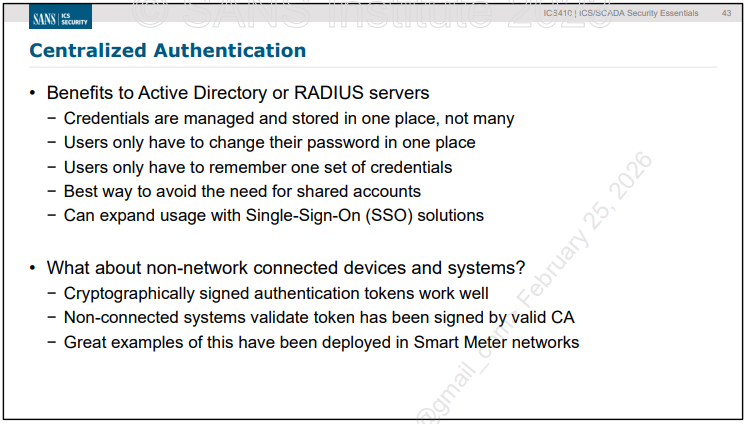 © SANS Institute 2026
SANS | ICS SECURITY
ICS410 | ICS/SCADA Security Essentials 43
Centralized Authentication
• Benefits to Active Directory or RADIUS servers
– Credentials are managed and stored in one place, not many
– Users only have to change their password in one place
– Users only have to remember one set of credentials
– Best way to avoid the need for shared accounts
– Can expand usage with Single-Sign-On (SSO) solutions
• What about non-network connected devices and systems?
– Cryptographically signed authentication tokens work well
– Non-connected systems validate token has been signed by valid CA
– Great examples of this have been deployed in Smart Meter networks
@gmail_com February 25, 2026